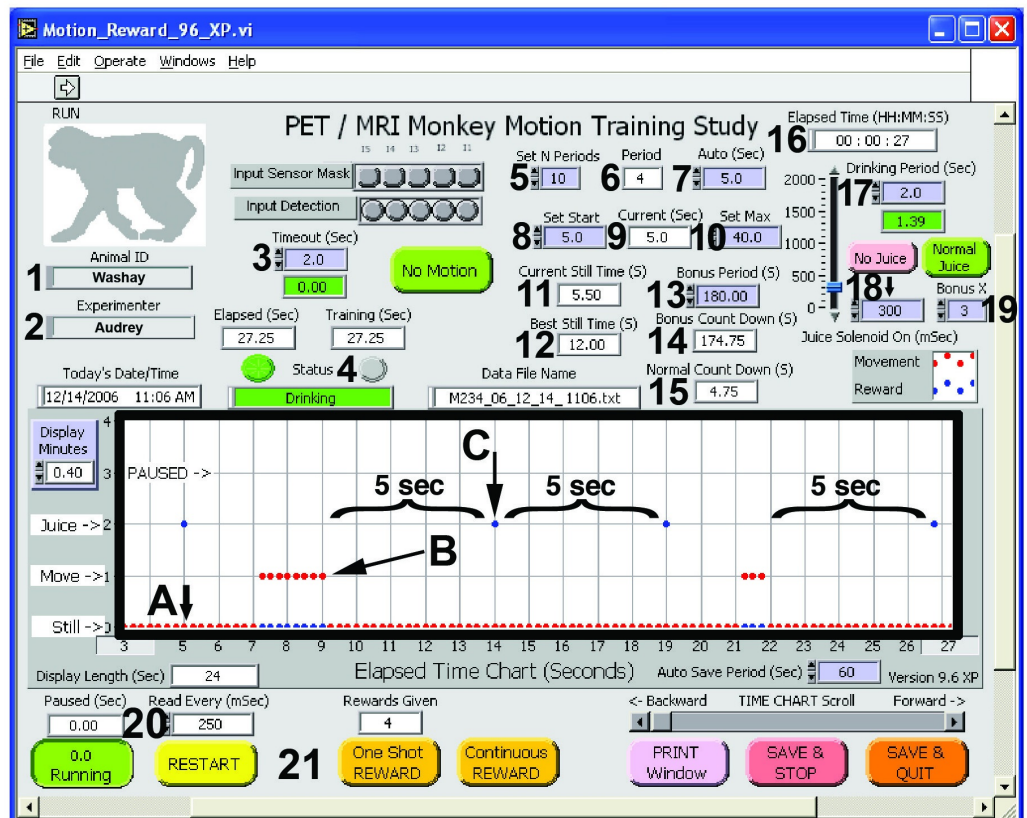 Motion_Reward_96_XP.vi
File Edit Operate Windows Help
RUN
PET / MRI Monkey Motion Training Study
Elapsed Time (HH:MM:SS)
16 00 : 00 : 27
I5 I4 I3 I2 I1
Input Sensor Mask
Input Detection
Set N Periods Period Auto (Sec)
5 10 6 4 7 5.0
Drinking Period (Sec)
17 2.0
1.39
2000
1500
1000
500
0
Set Start Current (Sec) Set Max
8 5.0 9 5.0 10 40.0
Timeout (Sec)
3 2.0
0.00
No Motion
No Juice
Normal Juice
Animal ID
1 Washay
Experimenter
2 Audrey
Current Still Time (S) Bonus Period (S)
11 5.50 13 180.00
18 300
Bonus X
3 19
Juice Solenoid On (mSec)
Elapsed (Sec) Training (Sec)
27.25 27.25
Best Still Time (S) Bonus Count Down (S)
12 12.00 14 174.75
Status 4
Drinking
Data File Name
M234_06_12_14_ 1106.txt
Normal Count Down (S)
15 4.75
Movement
Reward
Today's Date/Time
12/14/2006 11:06 AM
Display
Minutes
0.40
4
3 PAUSED ->
C
5 sec 5 sec 5 sec
Juice -> 2
B
Move -> 1
A
Still -> 0
3 5 6 7 8 9 10 11 12 13 14 15 16 17 18 19 20 21 22 23 24 25 26 27
Display Length (Sec) 24
Elapsed Time Chart (Seconds)
Auto Save Period (Sec) 60
Version 9.6 XP
Paused (Sec) Read Every (mSec) Rewards Given
0.00 20 250 4
<- Backward TIME CHART Scroll Forward ->
0.0
Running
RESTART
21
One Shot
REWARD
Continuous
REWARD
PRINT
Window
SAVE &
STOP
SAVE &
QUIT